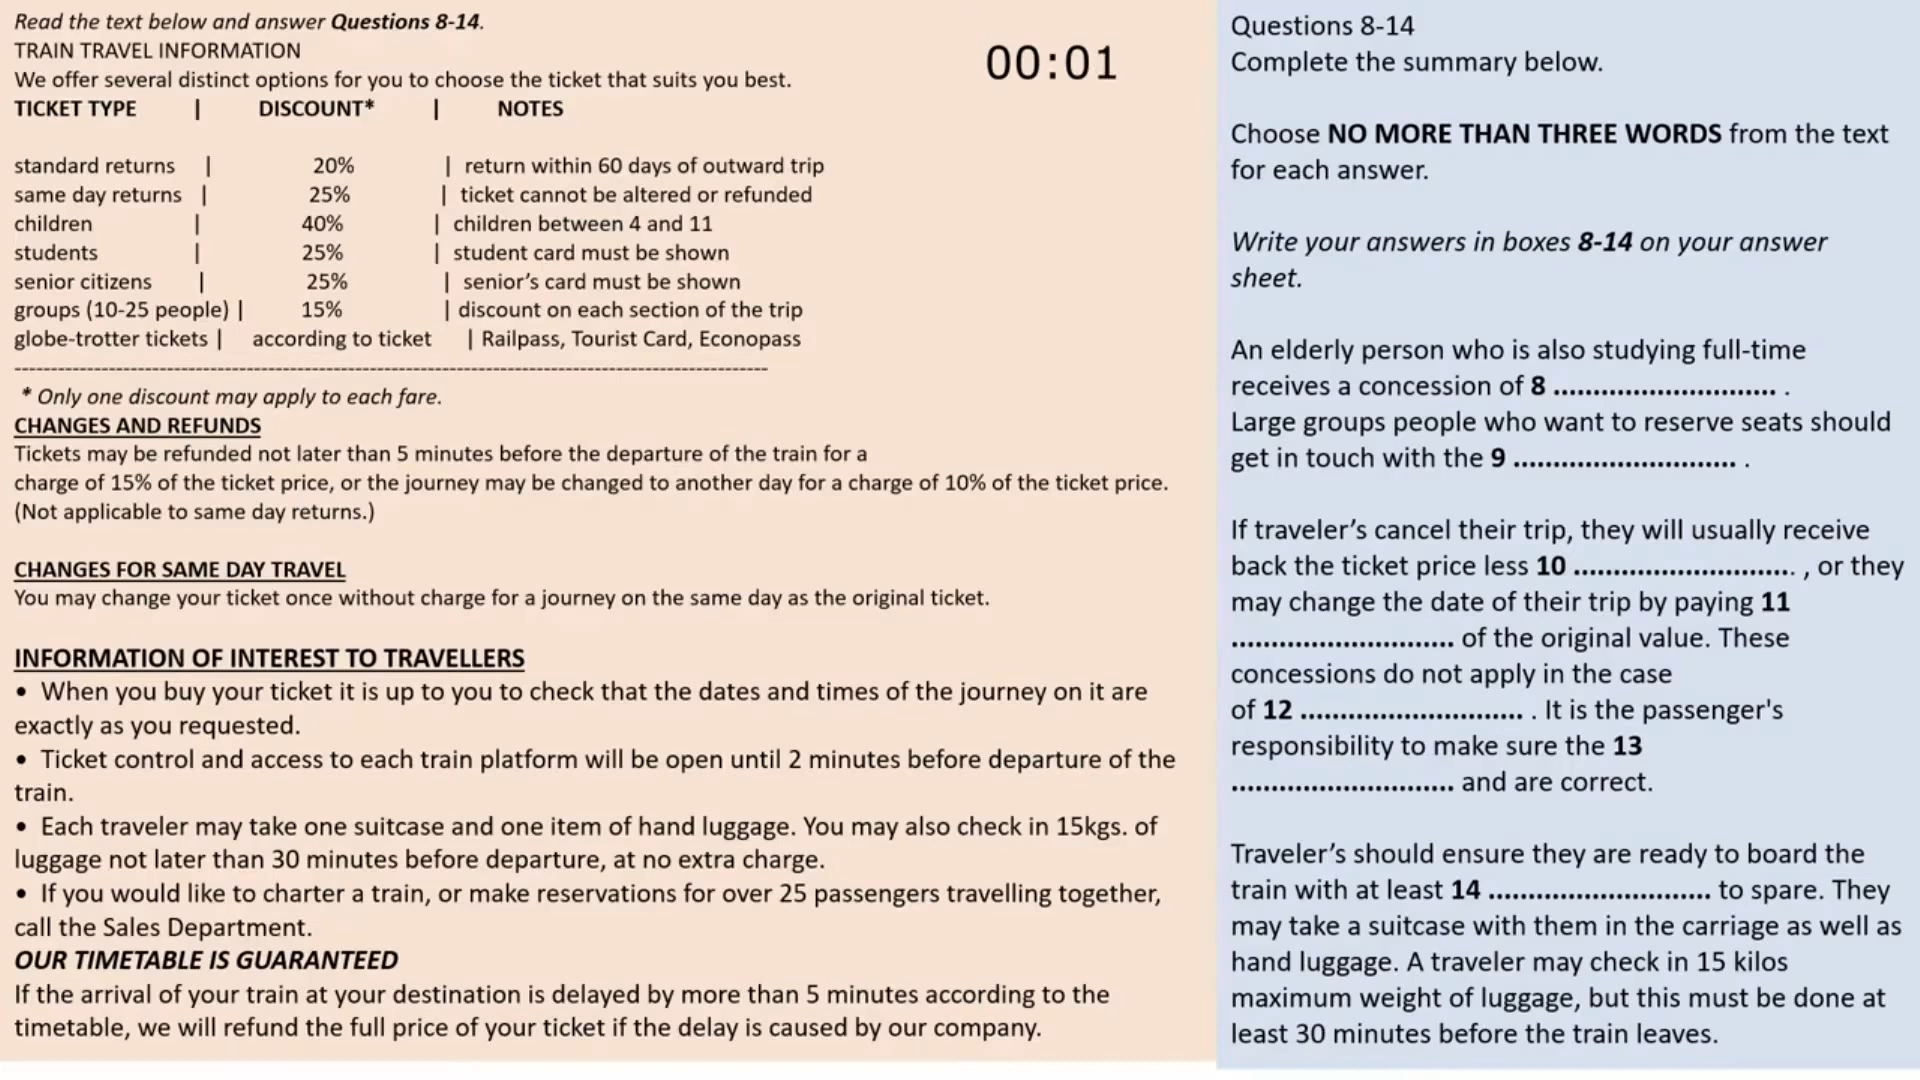 Read the text below and answer Questions 8-14.
TRAIN TRAVEL INFORMATION
We offer several distinct options for you to choose the ticket that suits you best.
TICKET TYPE | DISCOUNT* | NOTES
standard returns | 20% | return within 60 days of outward trip
same day returns | 25% | ticket cannot be altered or refunded
children | 40% | children between 4 and 11
students | 25% | student card must be shown
senior citizens | 25% | senior's card must be shown
groups (10-25 people) | 15% | discount on each section of the trip
globe-trotter tickets | according to ticket | Railpass, Tourist Card, Econopass
--------------------------------------------------------------------------------------------
* Only one discount may apply to each fare.
CHANGES AND REFUNDS
Tickets may be refunded not later than 5 minutes before the departure of the train for a
charge of 15% of the ticket price, or the journey may be changed to another day for a charge of 10% of the ticket price.
(Not applicable to same day returns.)
CHANGES FOR SAME DAY TRAVEL
You may change your ticket once without charge for a journey on the same day as the original ticket.
INFORMATION OF INTEREST TO TRAVELLERS
• When you buy your ticket it is up to you to check that the dates and times of the journey on it are
exactly as you requested.
• Ticket control and access to each train platform will be open until 2 minutes before departure of the
train.
• Each traveler may take one suitcase and one item of hand luggage. You may also check in 15kgs. of
luggage not later than 30 minutes before departure, at no extra charge.
• If you would like to charter a train, or make reservations for over 25 passengers travelling together,
call the Sales Department.
OUR TIMETABLE IS GUARANTEED
If the arrival of your train at your destination is delayed by more than 5 minutes according to the
timetable, we will refund the full price of your ticket if the delay is caused by our company.
00:01
Questions 8-14
Complete the summary below.
Choose NO MORE THAN THREE WORDS from the text
for each answer.
Write your answers in boxes 8-14 on your answer
sheet.
An elderly person who is also studying full-time
receives a concession of 8 ............................ .
Large groups people who want to reserve seats should
get in touch with the 9 ............................ .
If traveler's cancel their trip, they will usually receive
back the ticket price less 10 ............................ , or they
may change the date of their trip by paying 11
............................ of the original value. These
concessions do not apply in the case
of 12 ............................ . It is the passenger's
responsibility to make sure the 13
............................ and are correct.
Traveler's should ensure they are ready to board the
train with at least 14 ............................ to spare. They
may take a suitcase with them in the carriage as well as
hand luggage. A traveler may check in 15 kilos
maximum weight of luggage, but this must be done at
least 30 minutes before the train leaves.